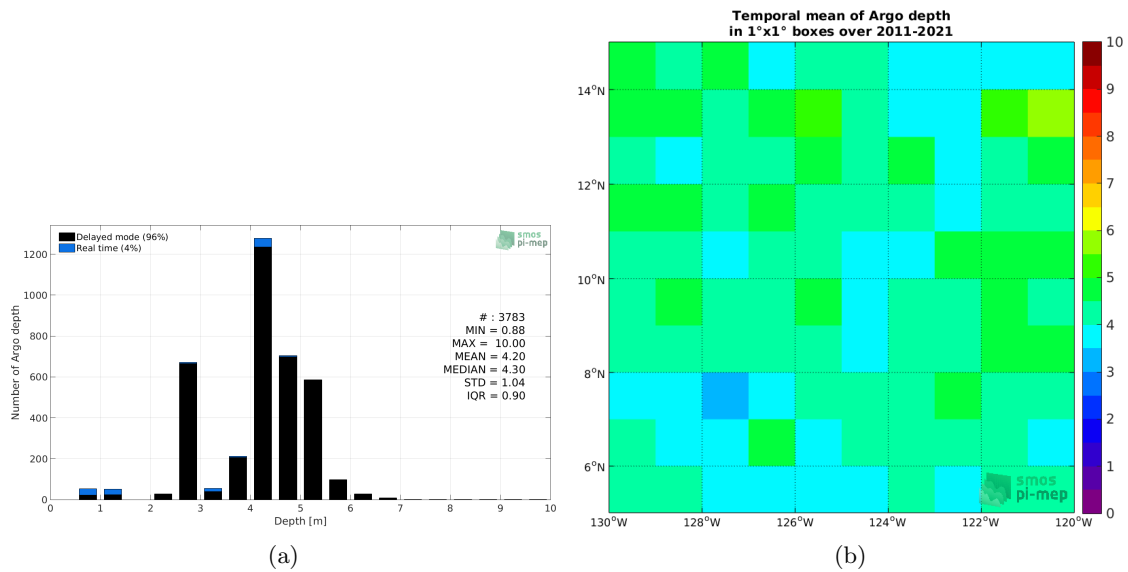 Delayed mode (96%)
Real time (4%)
smos
pi-mep
Number of Argo depth
1200
1000
800
600
400
200
0
# : 3783
MIN = 0.88
MAX = 10.00
MEAN = 4.20
MEDIAN = 4.30
STD = 1.04
IQR = 0.90
0 1 2 3 4 5 6 7 8 9 10
Depth [m]
(a)
Temporal mean of Argo depth
in 1°x1° boxes over 2011-2021
14°N
12°N
10°N
8°N
6°N
130°W 128°W 126°W 124°W 122°W 120°W
smos
pi-mep
10
9
8
7
6
5
4
3
2
1
0
(b)